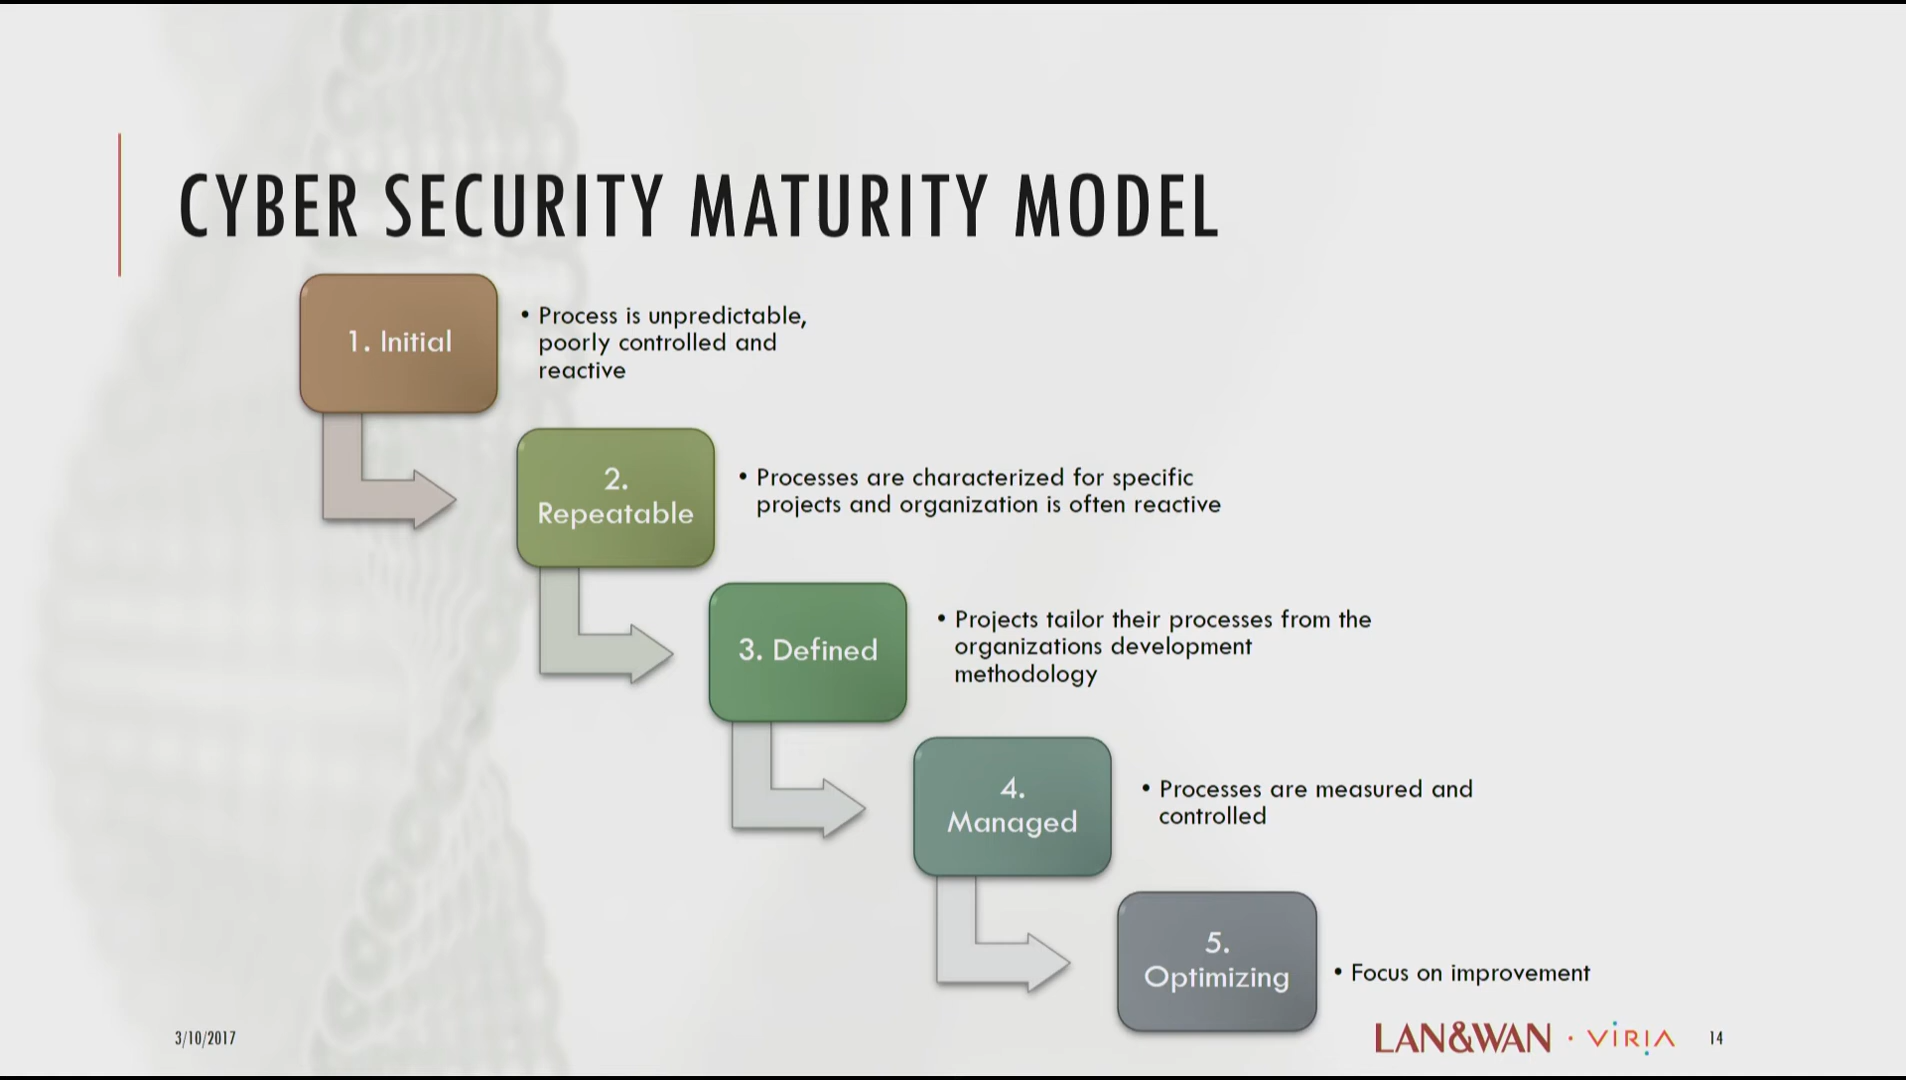 CYBER SECURITY MATURITY MODEL
1. Initial
• Process is unpredictable,
poorly controlled and
reactive
2.
Repeatable
• Processes are characterized for specific
projects and organization is often reactive
3. Defined
• Projects tailor their processes from the
organizations development
methodology
4.
Managed
• Processes are measured and
controlled
5.
Optimizing
• Focus on improvement
3/10/2017
LAN&WAN · VIRIA
14